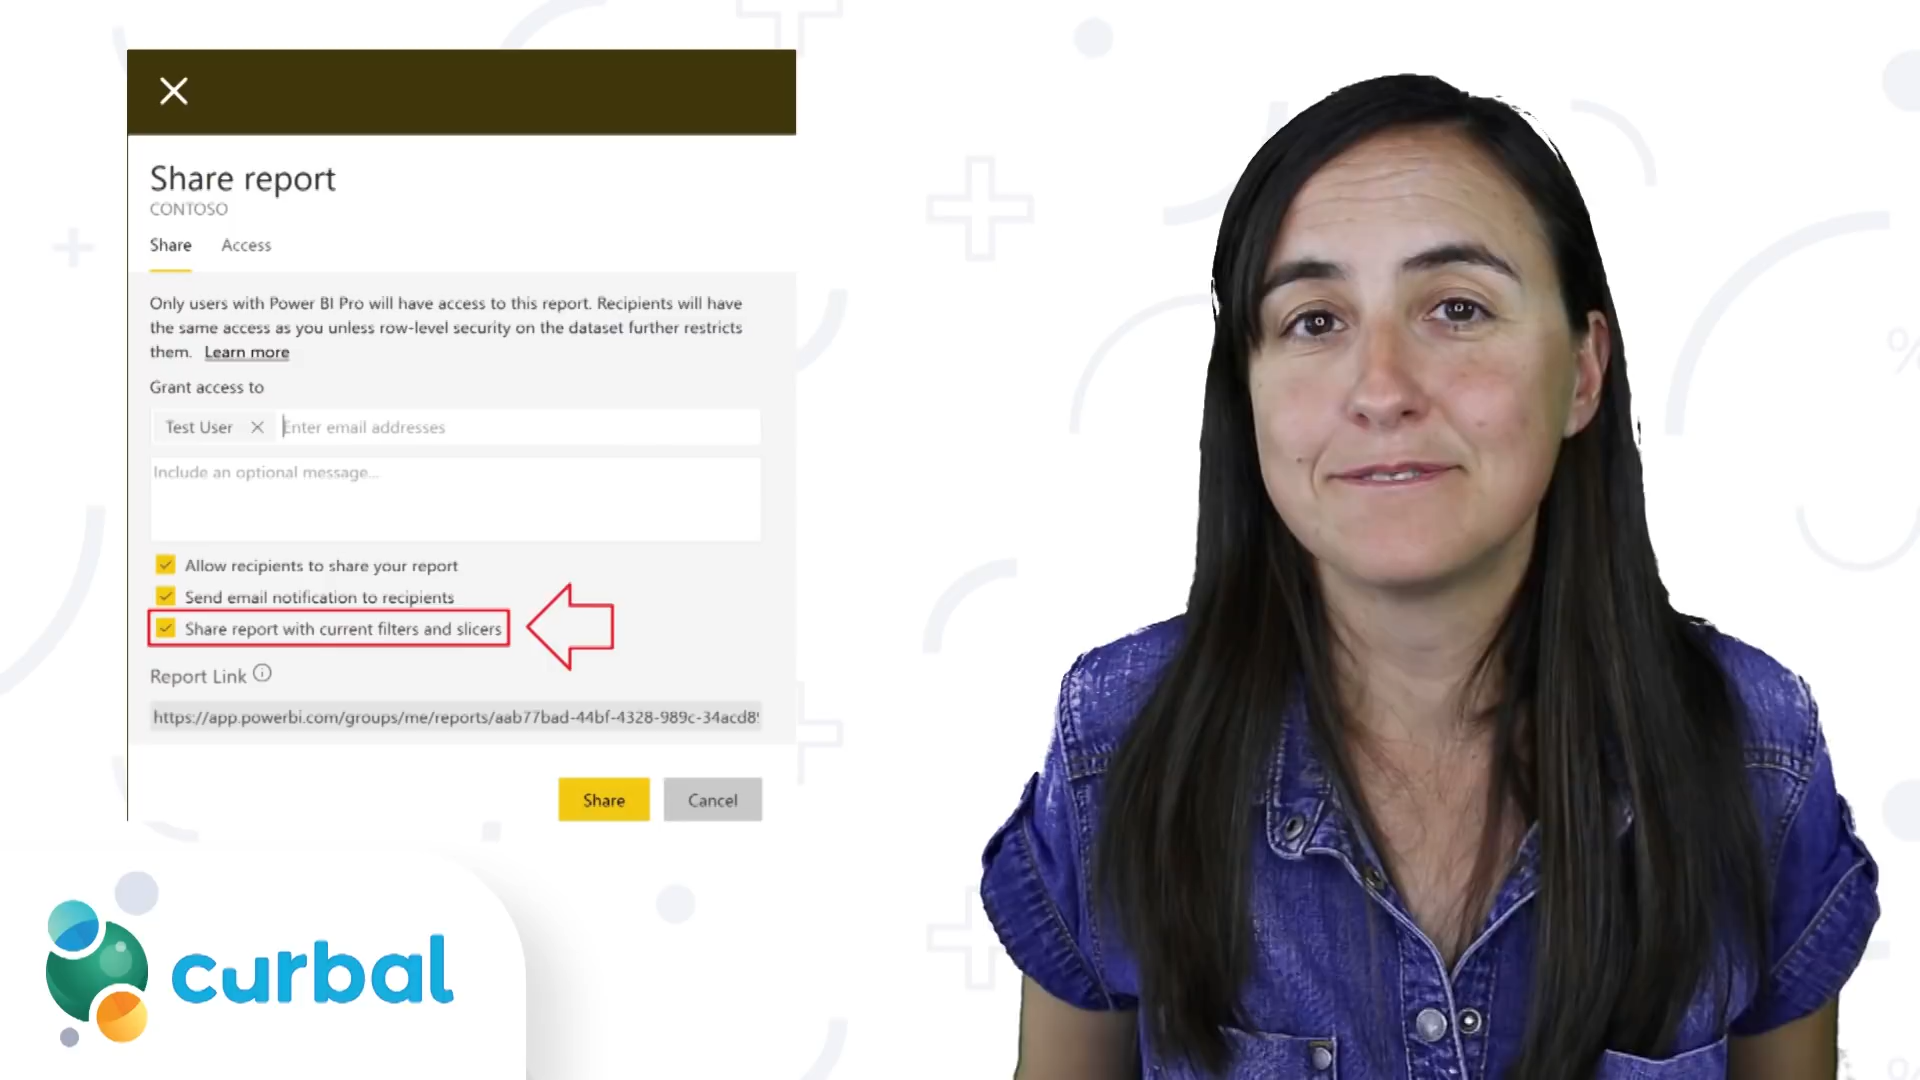 Share report
CONTOSO
Share Access
Only users with Power BI Pro will have access to this report. Recipients will have
the same access as you unless row-level security on the dataset further restricts
them. Learn more
Grant access to
Test User Enter email addresses
Include an optional message...
Allow recipients to share your report
Send email notification to recipients
Share report with current filters and slicers
Report Link
https://app.powerbi.com/groups/me/reports/aab77bad-44bf-4328-989c-34acd8
Share Cancel
curbal